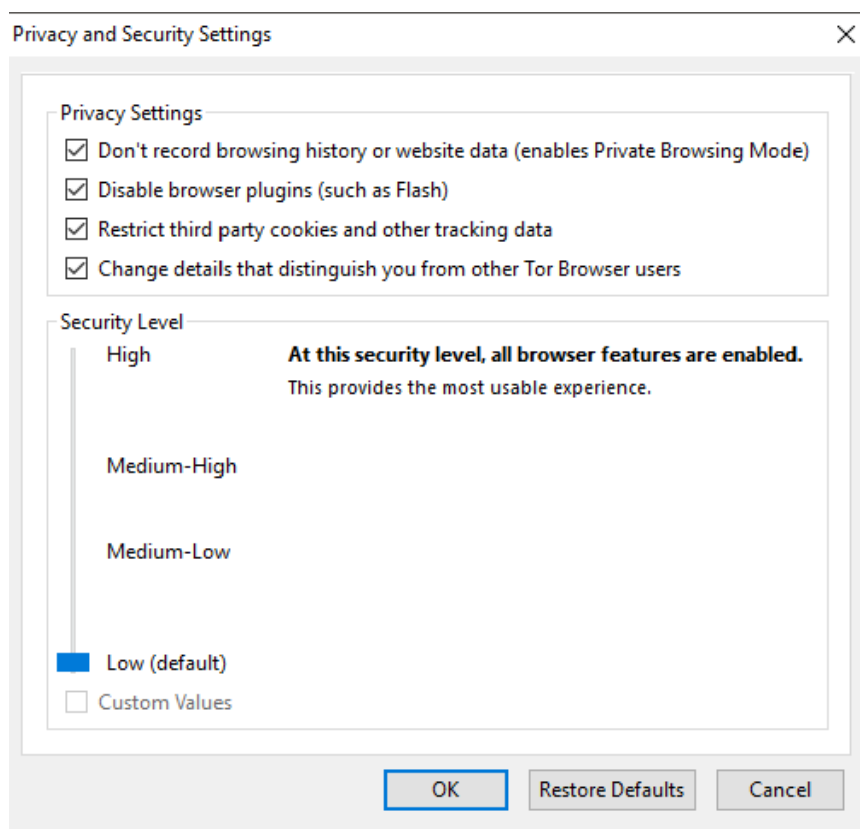 Privacy and Security Settings
Privacy Settings
Don't record browsing history or website data (enables Private Browsing Mode)
Disable browser plugins (such as Flash)
Restrict third party cookies and other tracking data
Change details that distinguish you from other Tor Browser users
Security Level
High
At this security level, all browser features are enabled.
This provides the most usable experience.
Medium-High
Medium-Low
Low (default)
Custom Values
OK
Restore Defaults
Cancel